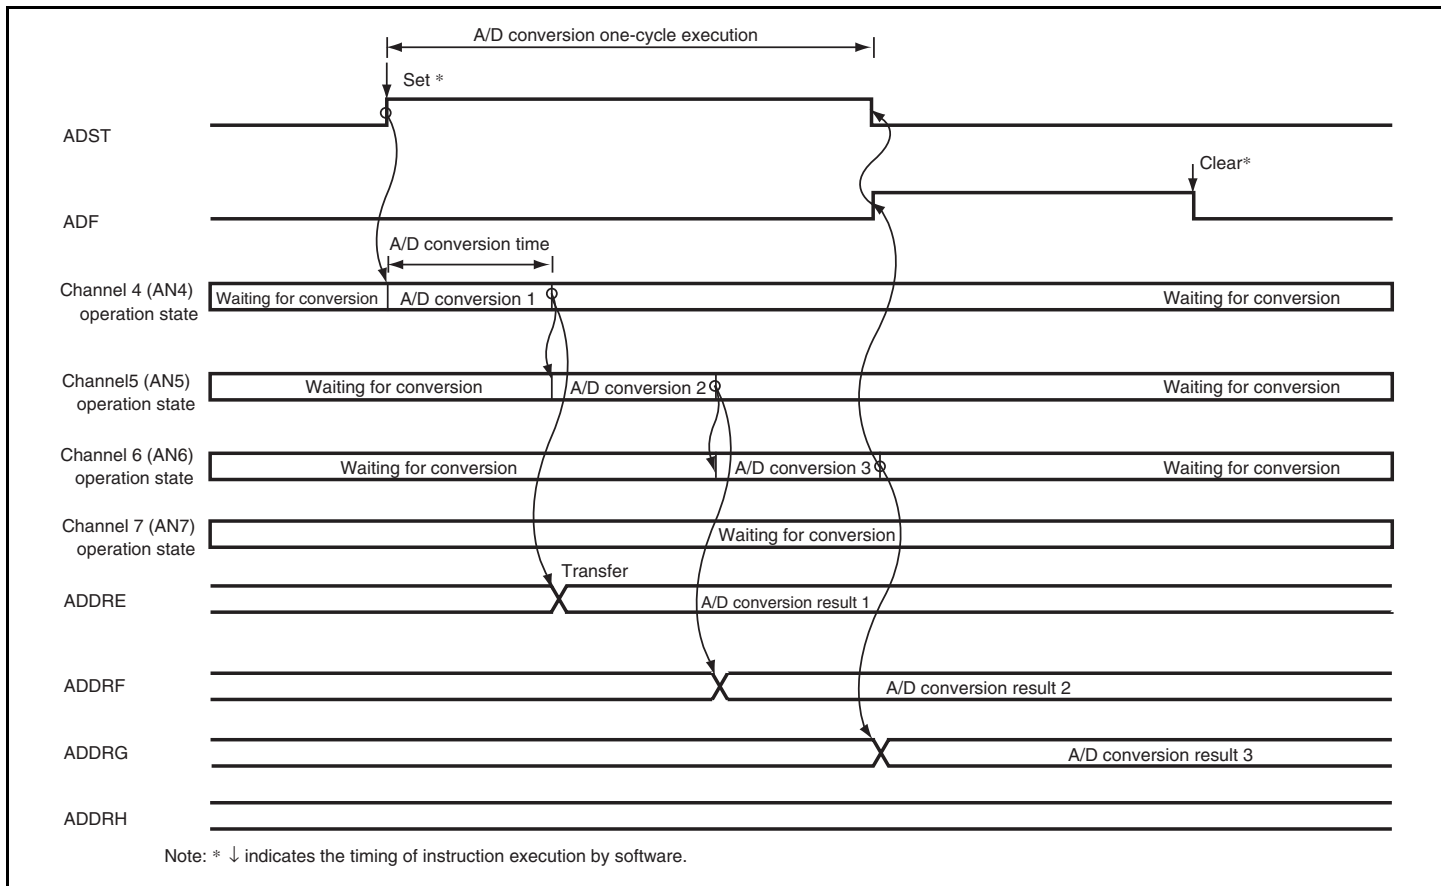 A/D conversion one-cycle execution
Set *
ADST
Clear*
ADF
A/D conversion time
Channel 4 (AN4)
operation state
Waiting for conversion
A/D conversion 1
Waiting for conversion
Channel5 (AN5)
operation state
Waiting for conversion
A/D conversion 2
Waiting for conversion
Channel 6 (AN6)
operation state
Waiting for conversion
A/D conversion 3
Waiting for conversion
Channel 7 (AN7)
operation state
Waiting for conversion
Transfer
ADDRE
A/D conversion result 1
ADDRF
A/D conversion result 2
ADDRG
A/D conversion result 3
ADDRH
Note: * ↓ indicates the timing of instruction execution by software.